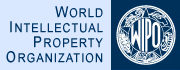 WORLD
INTELLECTUAL
PROPERTY
ORGANIZATION
WIPO